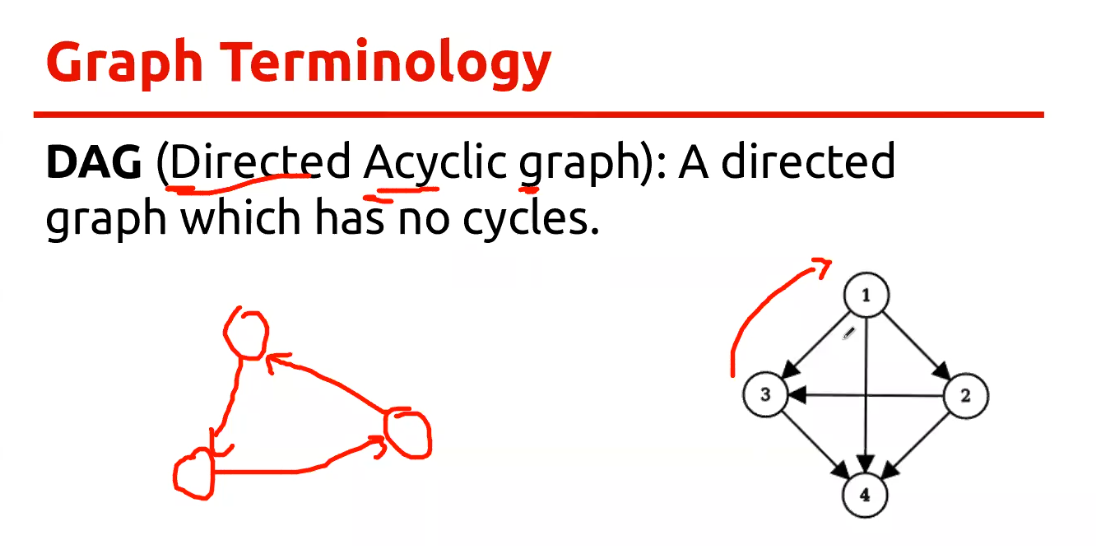 Graph Terminology
DAG (Directed Acyclic graph): A directed
graph which has no cycles.
1
3
2
4